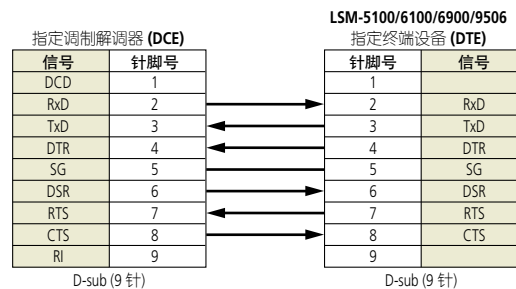 LSM-5100/6100/6900/9506
指定调制解调器 (DCE) 指定终端设备 (DTE)
信号 针脚号 针脚号 信号
DCD 1 1
RxD 2 2 RxD
TxD 3 3 TxD
DTR 4 4 DTR
SG 5 5 SG
DSR 6 6 DSR
RTS 7 7 RTS
CTS 8 8 CTS
RI 9 9
D-sub (9 针) D-sub (9 针)